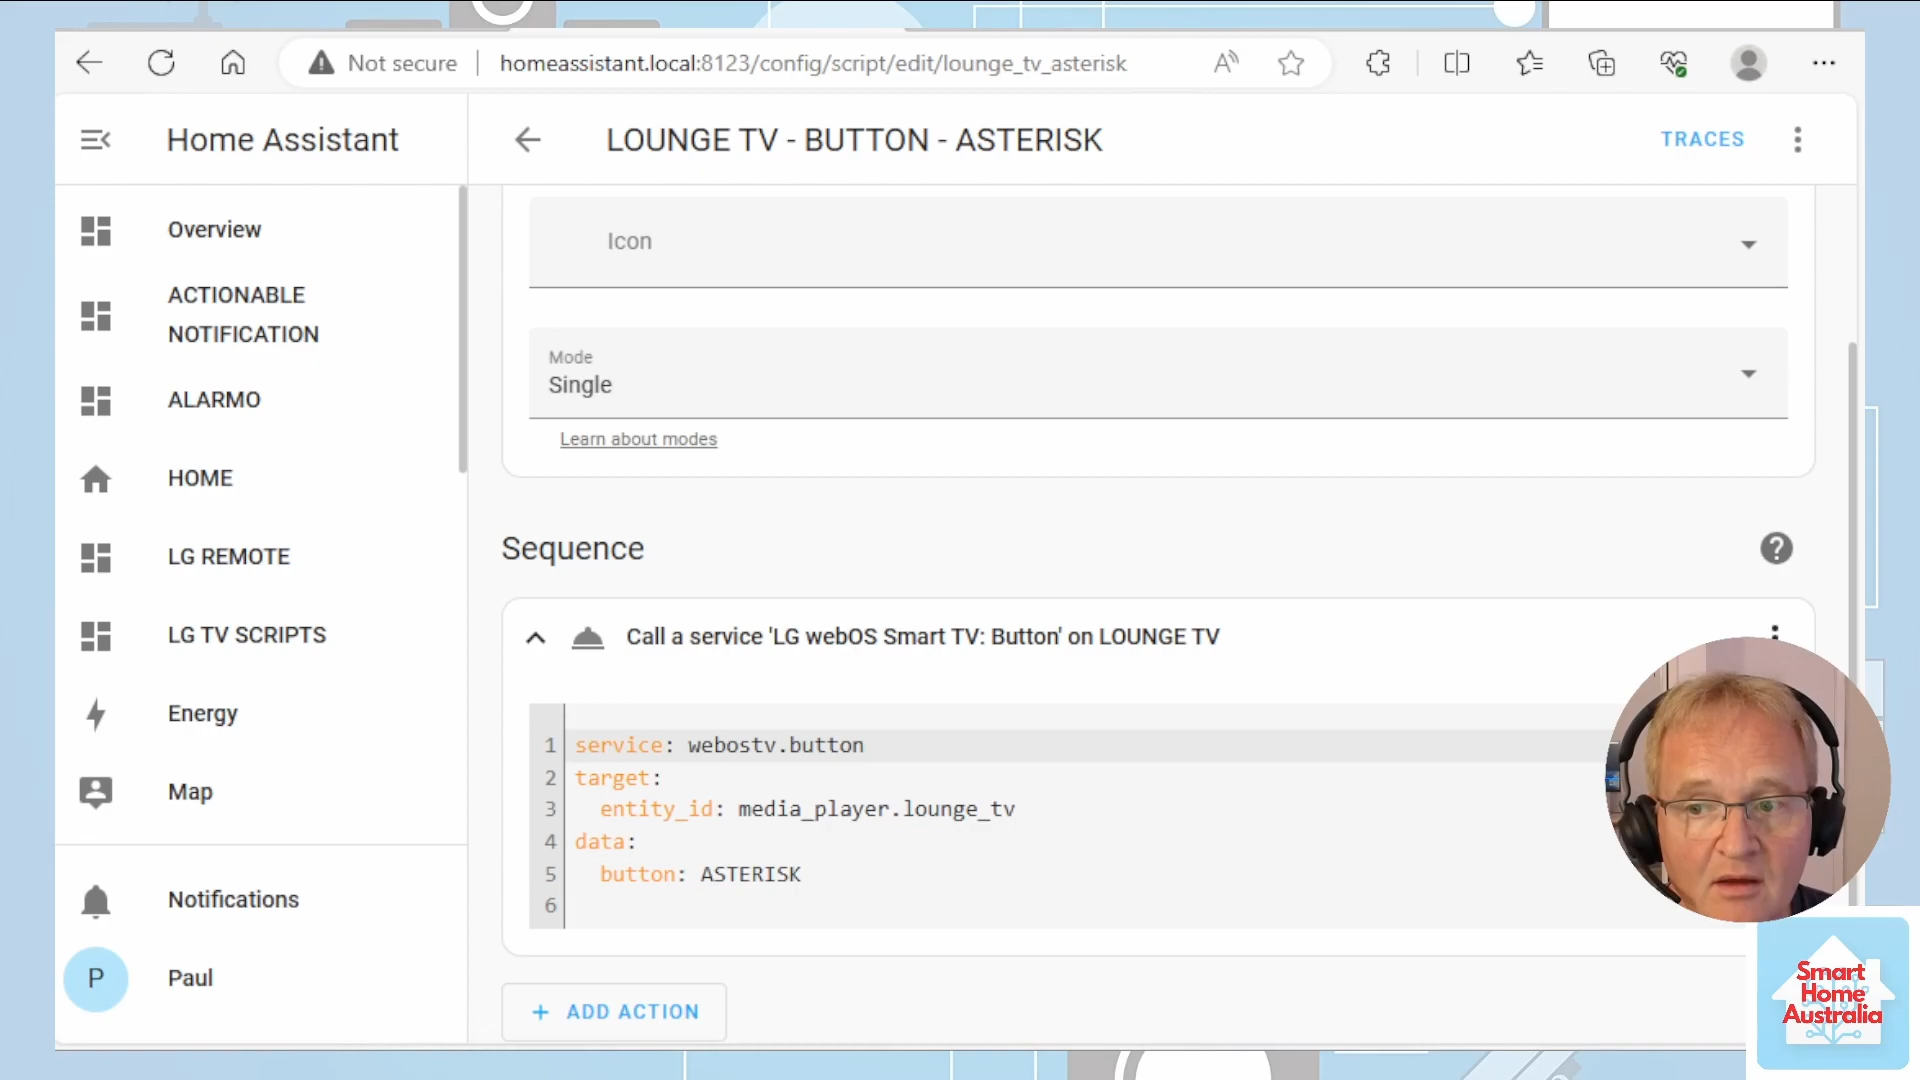 Not secure
homeassistant.local:8123/config/script/edit/lounge_tv_asterisk
Home Assistant
LOUNGE TV - BUTTON - ASTERISK
TRACES
Overview
ACTIONABLE
NOTIFICATION
ALARMO
HOME
LG REMOTE
LG TV SCRIPTS
Energy
Map
Notifications
P
Paul
Icon
Mode
Single
Learn about modes
Sequence
Call a service 'LG webOS Smart TV: Button' on LOUNGE TV
1 service: webostv.button
2 target:
3 entity_id: media_player.lounge_tv
4 data:
5 button: ASTERISK
6
+ ADD ACTION
Smart
Home
Australia